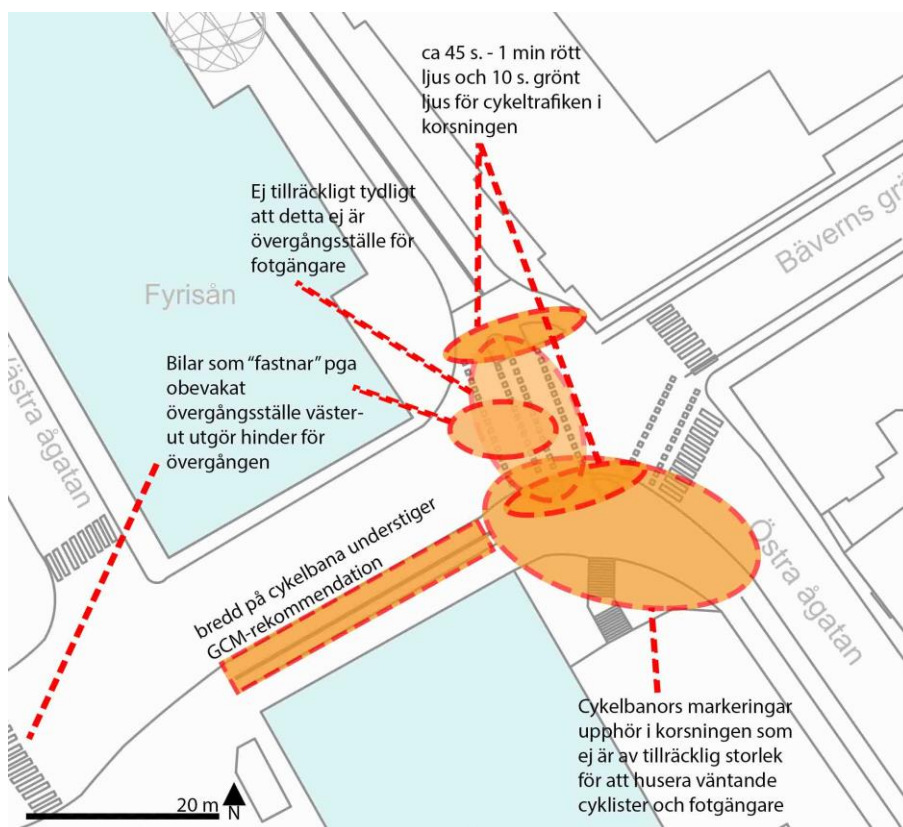 ca 45 s. - 1 min rött
ljus och 10 s. grönt
ljus för cykeltrafiken i
korsningen
Ej tillräckligt tydligt
att detta ej är
övergångsställe för
fotgängare
Bäverns grä
Fyrisån
Bilar som “fastnar” pga
obevakat
övergångsställe väster-
ut utgör hinder för
övergången
Västra ågatan
bredd på cykelbana understiger
GCM-rekommendation
Östra ågatan
Cykelbanors markeringar
upphör i korsningen som
ej är av tillräcklig storlek
för att husera väntande
cyklister och fotgängare
20 m
N